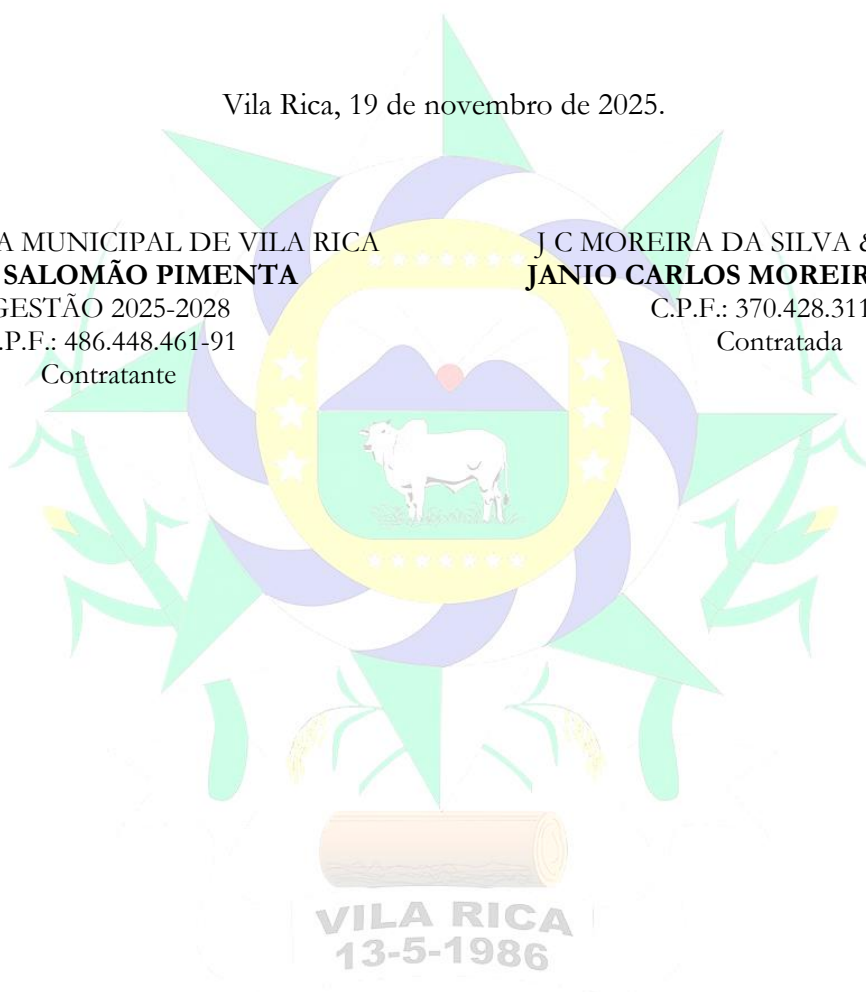 Vila Rica, 19 de novembro de 2025.
A MUNICIPAL DE VILA RICA
SALOMÃO PIMENTA
GESTÃO 2025-2028
.P.F.: 486.448.461-91
Contratante
J C MOREIRA DA SILVA &
JANIO CARLOS MOREIR
C.P.F.: 370.428.311
Contratada
VILA RICA
13-5-1986